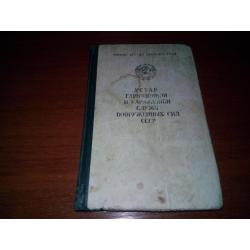 УСТАВ
ГАРНИЗОННОЙ
И КАРАУЛЬНОЙ
СЛУЖБ
ВООРУЖЕННЫХ СИЛ
СССР